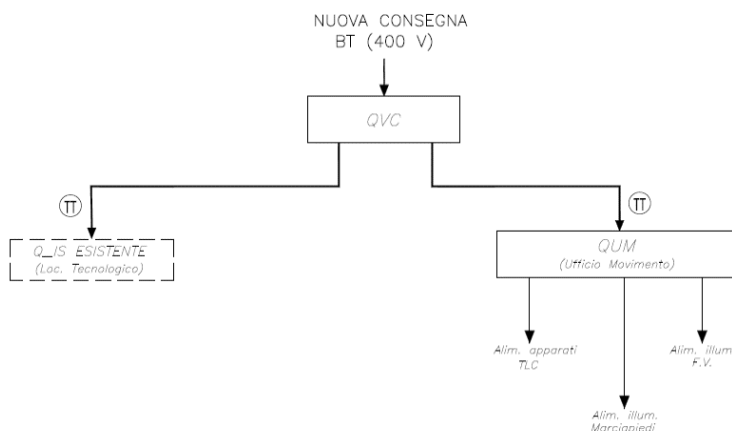 NUOVA CONSEGNA
BT (400 V)
QVC
TT
TT
Q_IS ESISTENTE
(Loc. Tecnologico)
QUM
(Ufficio Movimento)
Alim. apparati
TLC
Alim. illum
F.V.
Alim. illum.
Marciapiedi